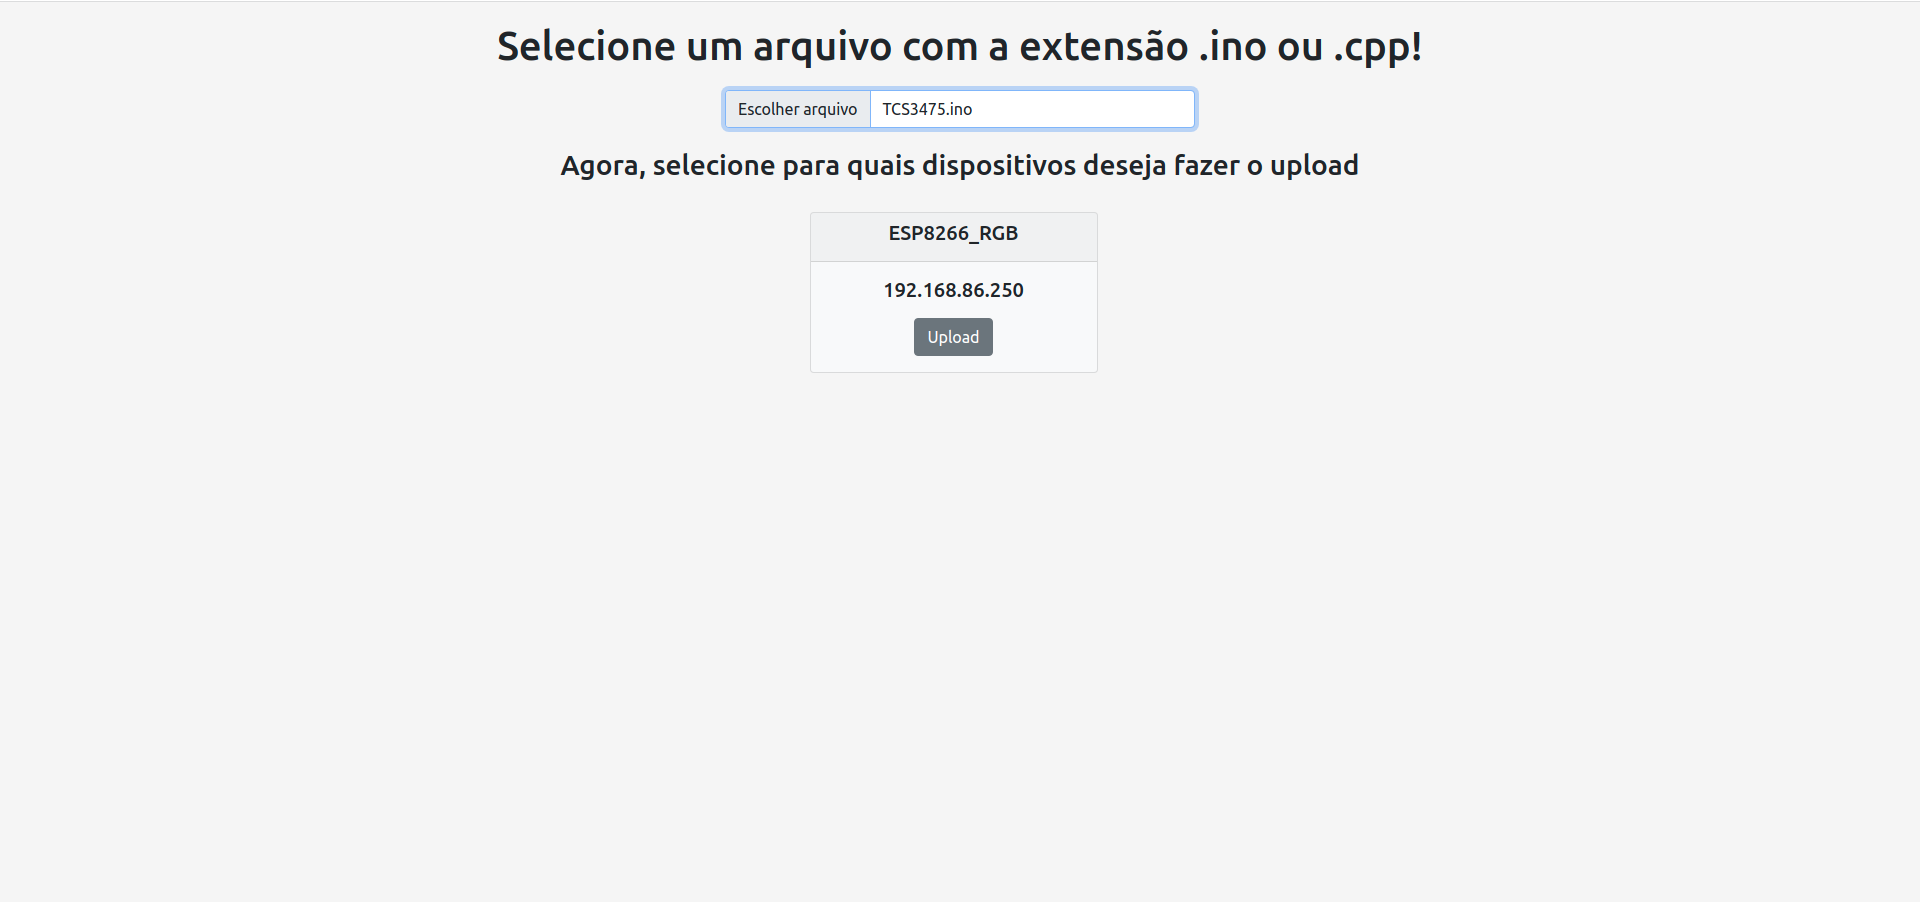 Selecione um arquivo com a extensão .ino ou .cpp!
Escolher arquivo TCS3475.ino
Agora, selecione para quais dispositivos deseja fazer o upload
ESP8266_RGB
192.168.86.250
Upload